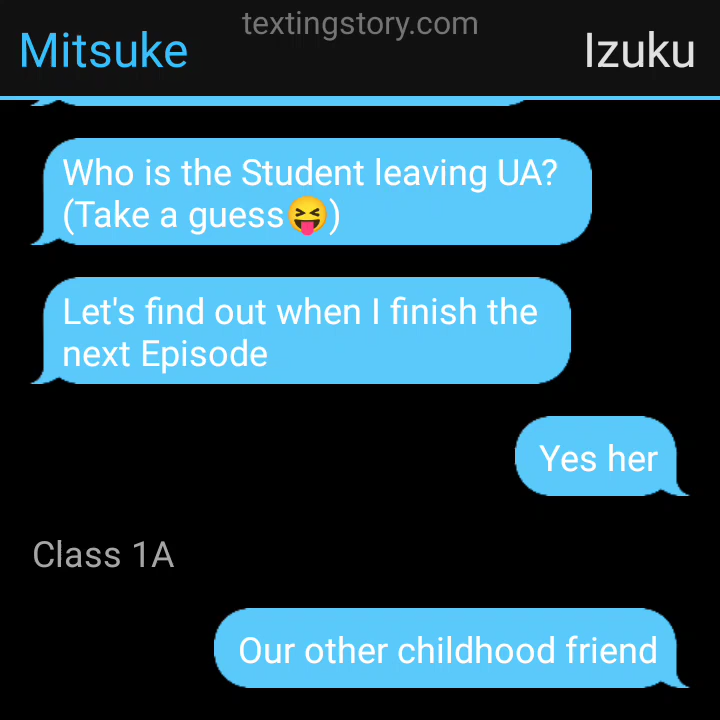 textingstory.com
Mitsuke
Izuku
Who is the Student leaving UA?
(Take a guess😝)
Let's find out when I finish the
next Episode
Yes her
Class 1A
Our other childhood friend